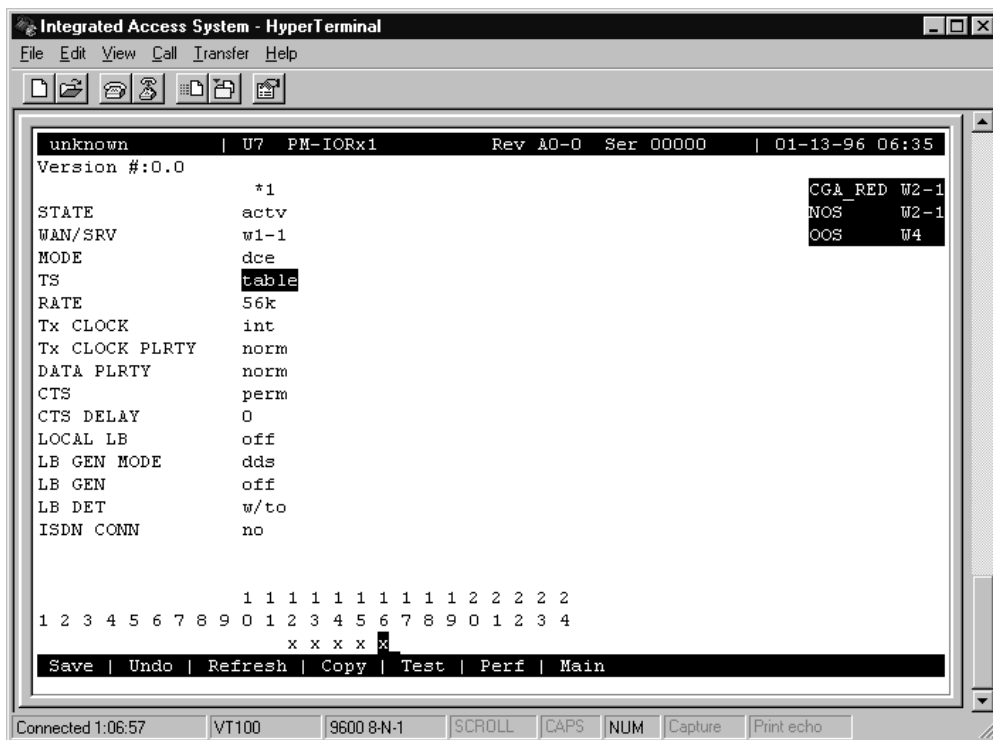 Integrated Access System - HyperTerminal
File Edit View Call Transfer Help
unknown | U7 PM-IORx1 Rev A0-0 Ser 00000 | 01-13-96 06:35
Version #:0.0
*1 CGA_RED W2-1
STATE actv NOS W2-1
WAN/SRV w1-1 OOS W4
MODE dce
TS table
RATE 56k
Tx CLOCK int
Tx CLOCK PLRTY norm
DATA PLRTY norm
CTS perm
CTS DELAY 0
LOCAL LB off
LB GEN MODE dds
LB GEN off
LB DET w/to
ISDN CONN no
1 1 1 1 1 1 1 1 1 1 2 2 2 2 2
1 2 3 4 5 6 7 8 9 0 1 2 3 4 5 6 7 8 9 0 1 2 3 4
x x x x x_
Save | Undo | Refresh | Copy | Test | Perf | Main
Connected 1:06:57 VT100 9600 8-N-1 SCROLL CAPS NUM Capture Print echo